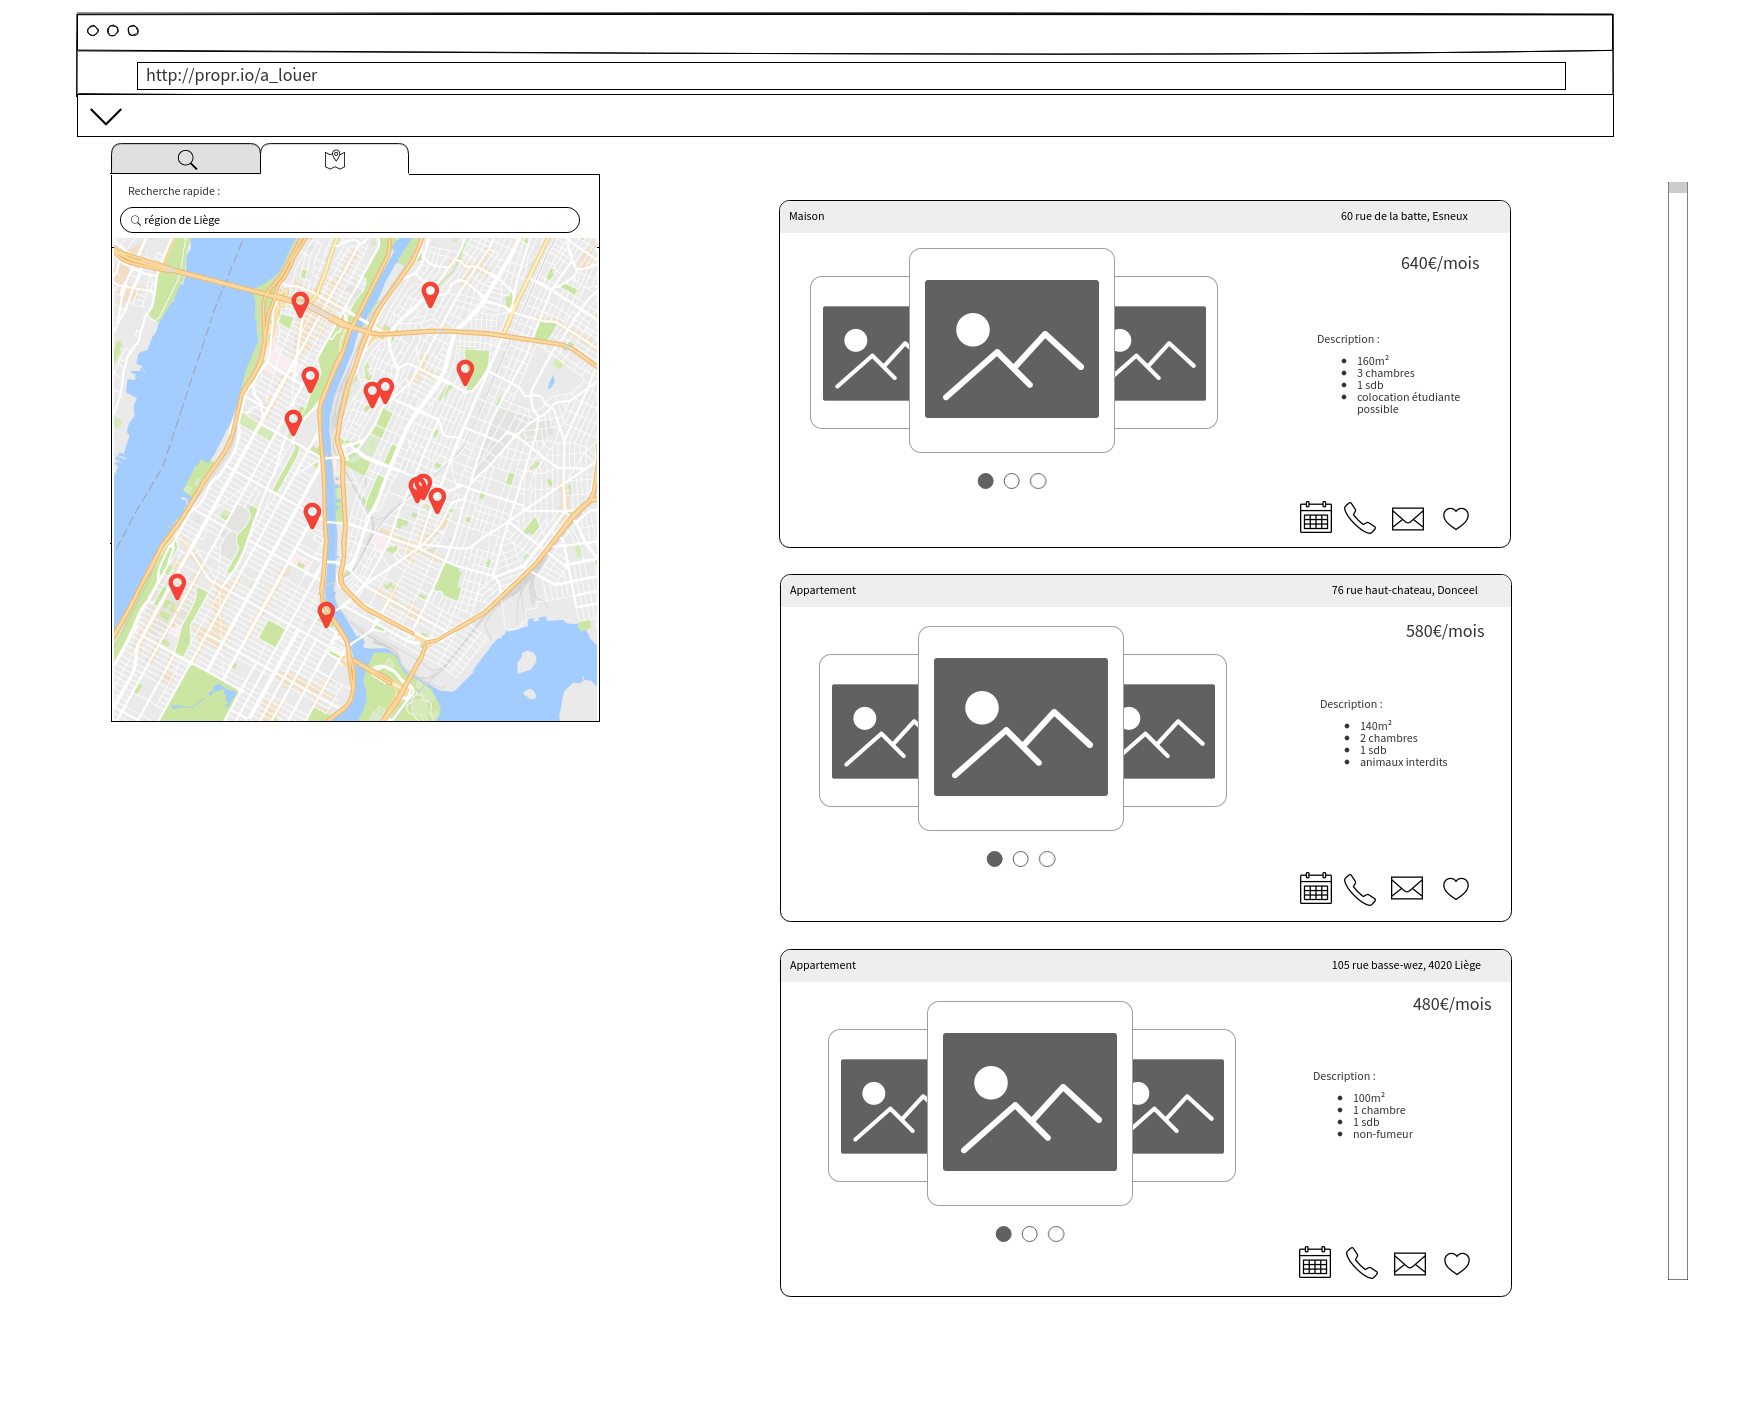 http://propr.io/a_louer
Recherche rapide :
région de Liège
Maison
60 rue de la batte, Esneux
640€/mois
Description :
160m²
3 chambres
1 sdb
colocation étudiante
possible
Appartement
76 rue haut-chateau, Donceel
580€/mois
Description :
140m²
2 chambres
1 sdb
animaux interdits
Appartement
105 rue basse-wez, 4020 Liège
480€/mois
Description :
100m²
1 chambre
1 sdb
non-fumeur